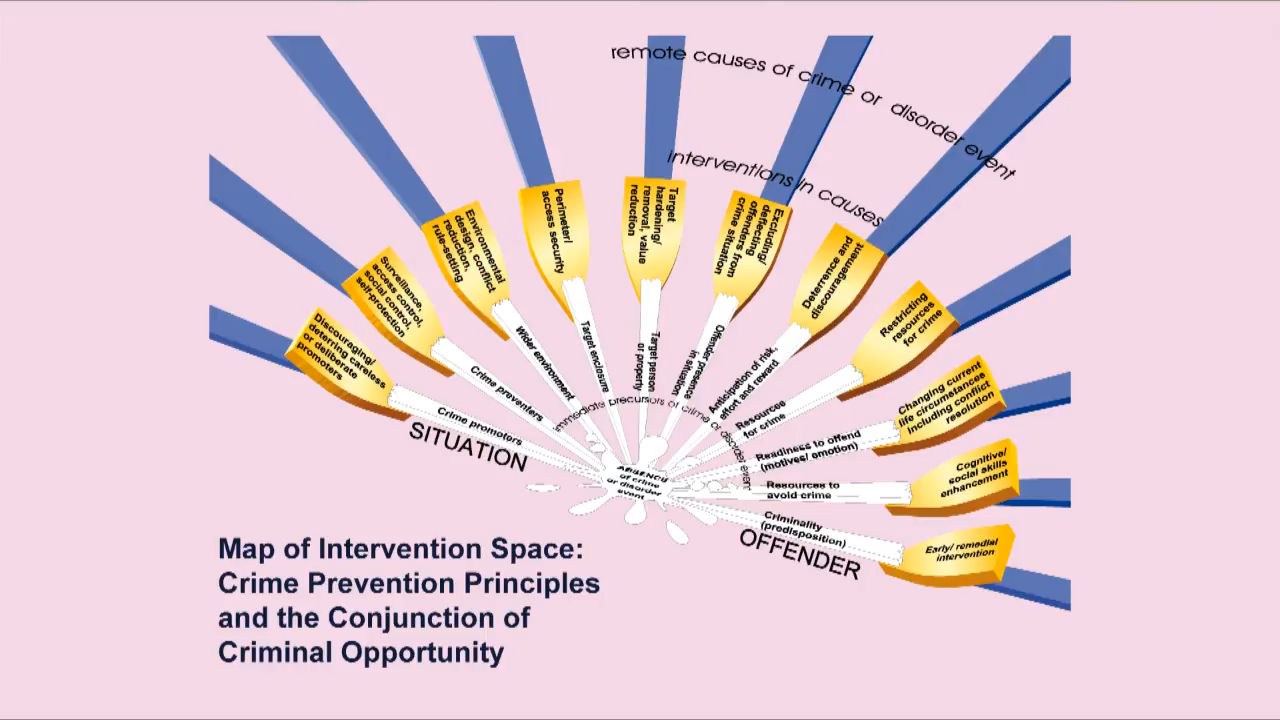 remote causes of crime or disorder event
interventions in causes
Discouraging/
deterring careless
or deliberate
promoters
Surveillance,
access control,
social control,
self-protection
Environmental
design, conflict
reduction,
rule-setting
Perimeter/
access security
Target
hardening/
removal, value
reduction
Excluding/
deflecting
offenders from
crime situation
Deterrence and
discouragement
Restricting
resources
for crime
Changing current
life circumstances
including conflict
resolution
Cognitive/
social skills
enhancement
Early/ remedial
intervention
Crime promoters
Crime preventers
Wider environment
Target enclosure
Target person
or property
Offender presence
in situation
Anticipation of risk,
effort and reward
Resources
for crime
Readiness to offend
(motives/ emotion)
Resources to
avoid crime
Criminality
(predisposition)
immediate precursors of crime or disorder event
ABSENCE
of crime
or disorder
event
SITUATION
OFFENDER
Map of Intervention Space:
Crime Prevention Principles
and the Conjunction of
Criminal Opportunity